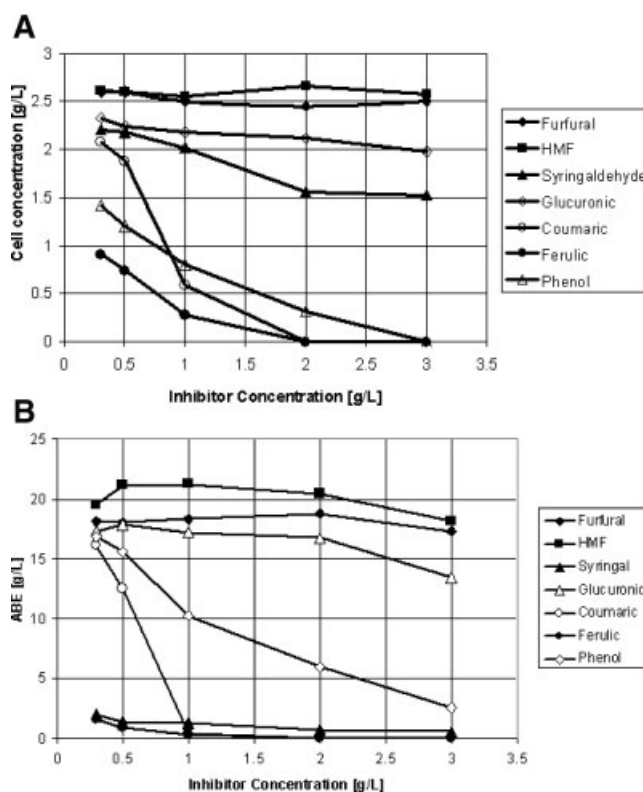 A
3
2.5
2
1.5
1
0.5
0
Cell concentration [g/L]
0 0.5 1 1.5 2 2.5 3 3.5
Inhibitor Concentration [g/L]
Furfural
HMF
Syringaldehyde
Glucuronic
Coumaric
Ferulic
Phenol
B
25
20
15
10
5
0
ABE [g/L]
0 0.5 1 1.5 2 2.5 3 3.5
Inhibitor Concentration [g/L]
Furfural
HMF
Syringal
Glucuronic
Coumaric
Ferulic
Phenol